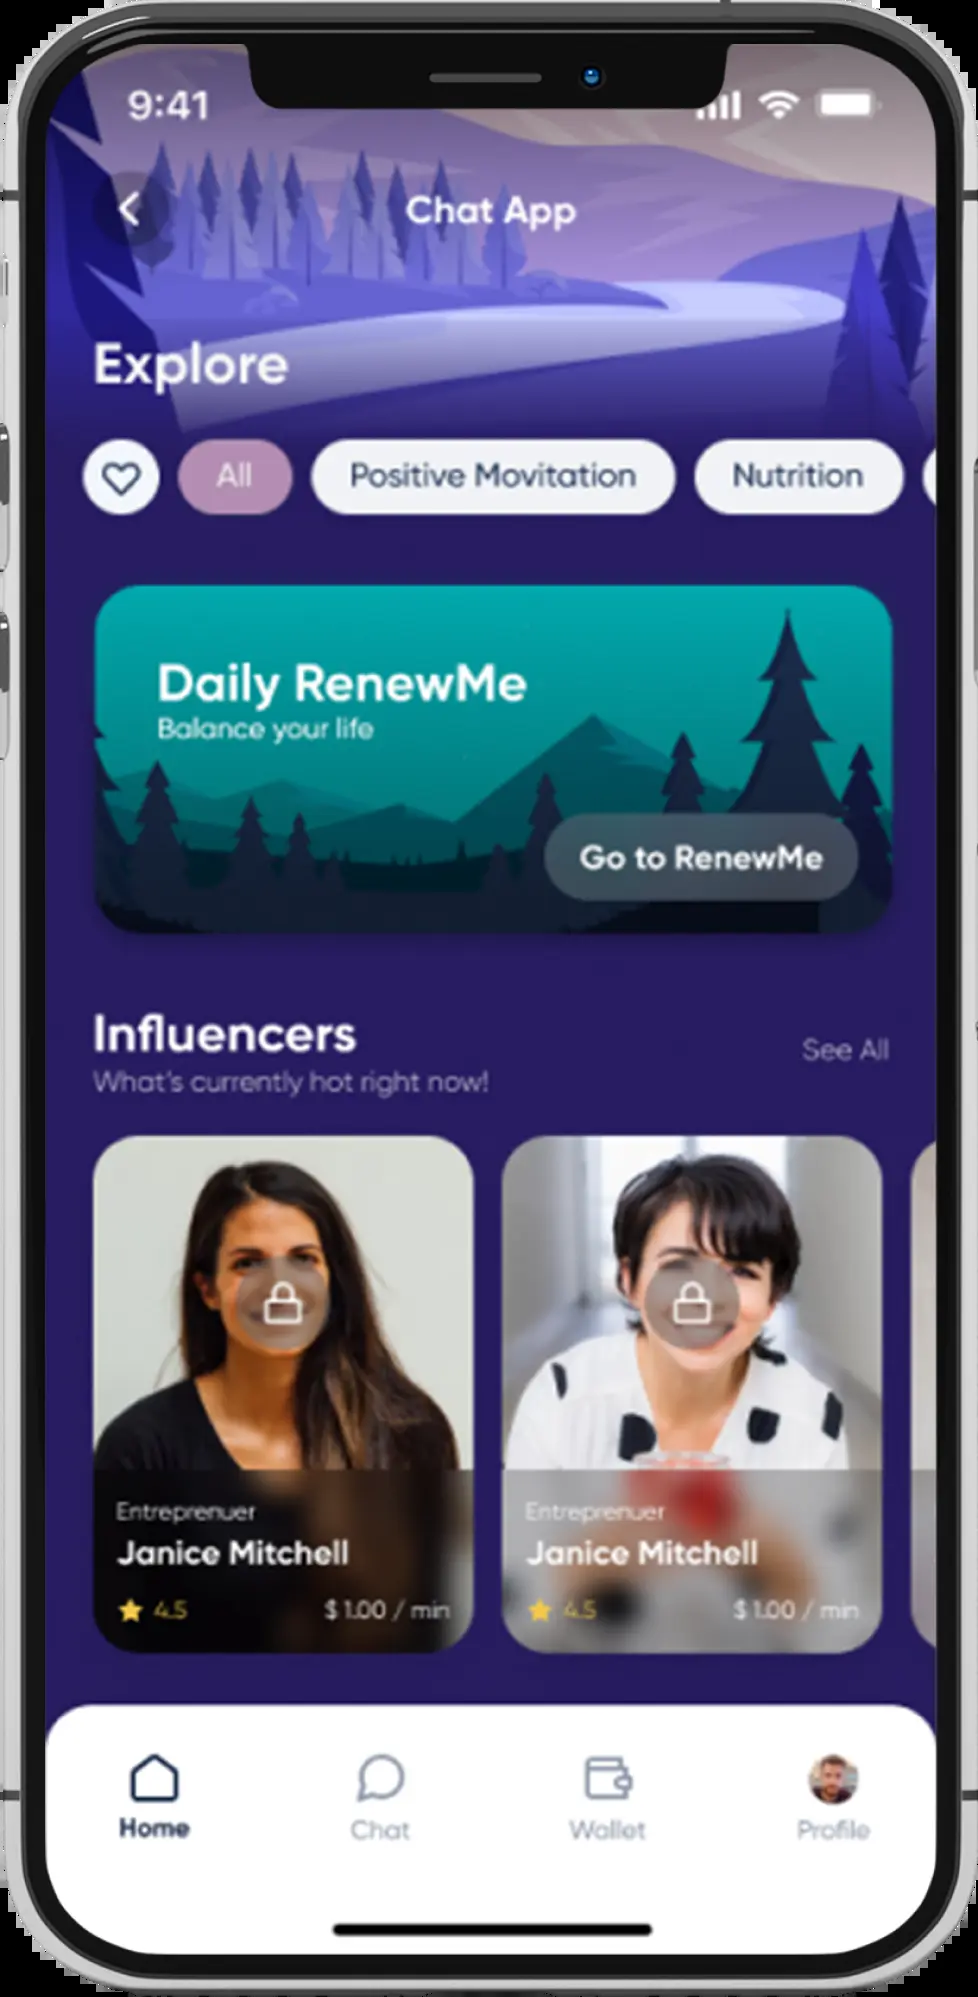 9:41
Chat App
Explore
All
Positive Movitation
Nutrition
Daily RenewMe
Balance your life
Go to RenewMe
Influencers
See All
What's currently hot right now!
Entreprenuer
Janice Mitchell
4.5 $1.00 / min
Entreprenuer
Janice Mitchell
4.5 $1.00 / min
Home
Chat
Wallet
Profile